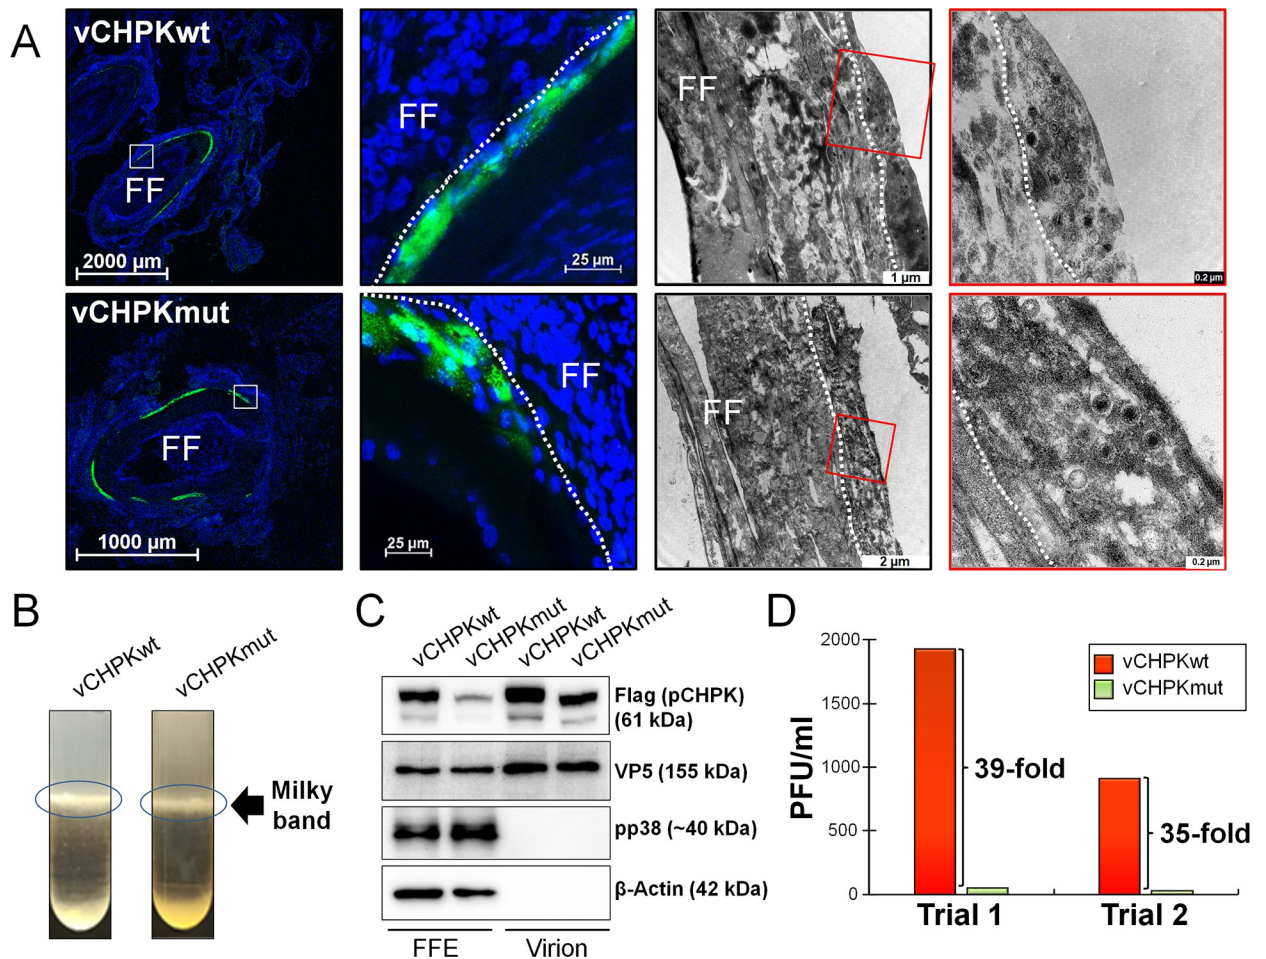 A
vCHPKwt
FF
2000 µm
FF
25 µm
FF
1 µm
0.2 µm
vCHPKmut
FF
1000 µm
FF
25 µm
FF
2 µm
0.2 µm
B
vCHPKwt
vCHPKmut
Milky
band
C
vCHPKwt
vCHPKmut
vCHPKwt
vCHPKmut
Flag (pCHPK)
(61 kDa)
VP5 (155 kDa)
pp38 (~40 kDa)
β-Actin (42 kDa)
FFE
Virion
D
PFU/ml
2000
1500
1000
500
0
vCHPKwt
vCHPKmut
39-fold
35-fold
Trial 1
Trial 2